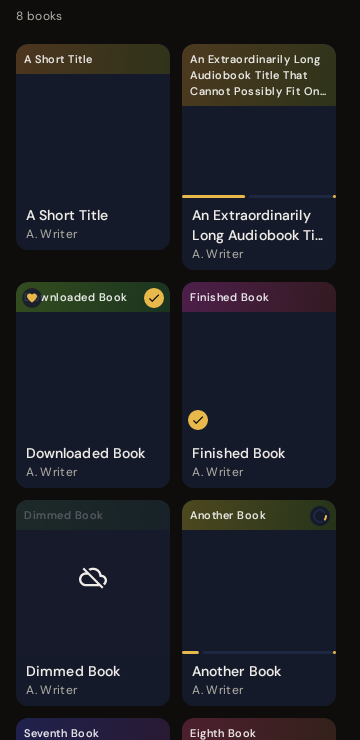 8 books
A Short Title
An Extraordinarily Long
Audiobook Title That
Cannot Possibly Fit On...
A Short Title
A. Writer
An Extraordinarily
Long Audiobook Ti...
A. Writer
wnloaded Book
Finished Book
Downloaded Book
A. Writer
Finished Book
A. Writer
Dimmed Book
Another Book
Dimmed Book
A. Writer
Another Book
A. Writer
Seventh Book
Eighth Book